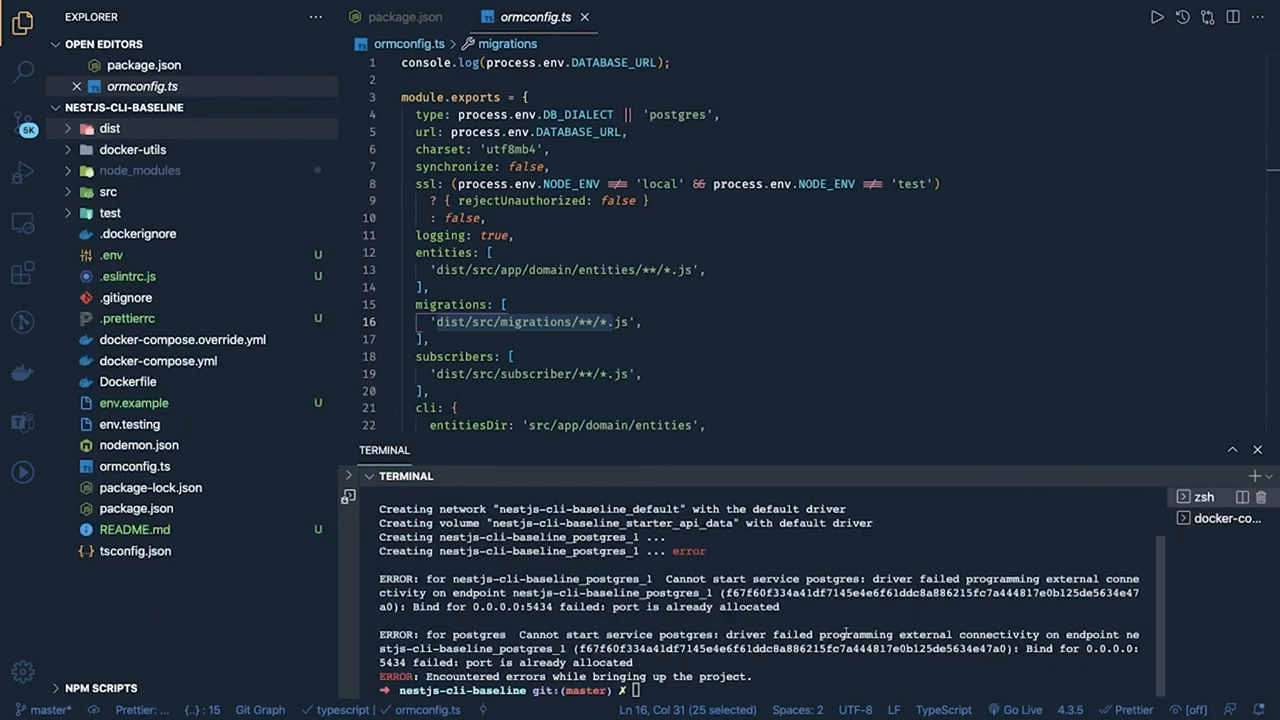 EXPLORER
OPEN EDITORS
package.json
ormconfig.ts
NESTJS-CLI-BASELINE
dist
docker-utils
node_modules
src
test
.dockerignore
.env U
.eslintrc.js U
.gitignore
.prettierrc U
docker-compose.override.yml
docker-compose.yml
Dockerfile
env.example U
env.testing
nodemon.json
ormconfig.ts
package-lock.json
package.json
README.md U
tsconfig.json
NPM SCRIPTS
5K
package.json ormconfig.ts
ormconfig.ts > migrations
1 console.log(process.env.DATABASE_URL);
2
3 module.exports = {
4 type: process.env.DB_DIALECT || 'postgres',
5 url: process.env.DATABASE_URL,
6 charset: 'utf8mb4',
7 synchronize: false,
8 ssl: (process.env.NODE_ENV !== 'local' && process.env.NODE_ENV !== 'test')
9 ? { rejectUnauthorized: false }
10 : false,
11 logging: true,
12 entities: [
13 'dist/src/app/domain/entities/**/*.js',
14 ],
15 migrations: [
16 'dist/src/migrations/**/*.js',
17 ],
18 subscribers: [
19 'dist/src/subscriber/**/*.js',
20 ],
21 cli: {
22 entitiesDir: 'src/app/domain/entities',
TERMINAL
TERMINAL
zsh
docker-co...
Creating network "nestjs-cli-baseline_default" with the default driver
Creating volume "nestjs-cli-baseline_starter_api_data" with default driver
Creating nestjs-cli-baseline_postgres_1 ...
Creating nestjs-cli-baseline_postgres_1 ... error
ERROR: for nestjs-cli-baseline_postgres_1  Cannot start service postgres: driver failed programming external conne
ctivity on endpoint nestjs-cli-baseline_postgres_1 (f67f60f334a41df7145e4e6f61ddc8a886215fc7a444817e0b125de5634e47
a0): Bind for 0.0.0.0:5434 failed: port is already allocated
ERROR: for postgres  Cannot start service postgres: driver failed programming external connectivity on endpoint ne
stjs-cli-baseline_postgres_1 (f67f60f334a41df7145e4e6f61ddc8a886215fc7a444817e0b125de5634e47a0): Bind for 0.0.0.0:
5434 failed: port is already allocated
ERROR: Encountered errors while bringing up the project.
➜ nestjs-cli-baseline git:(master) ✗
master* Prettier: ... {..} : 15 Git Graph typescript | ormconfig.ts Ln 16, Col 31 (25 selected) Spaces: 2 UTF-8 LF TypeScript Go Live 4.3.5 Prettier [off]